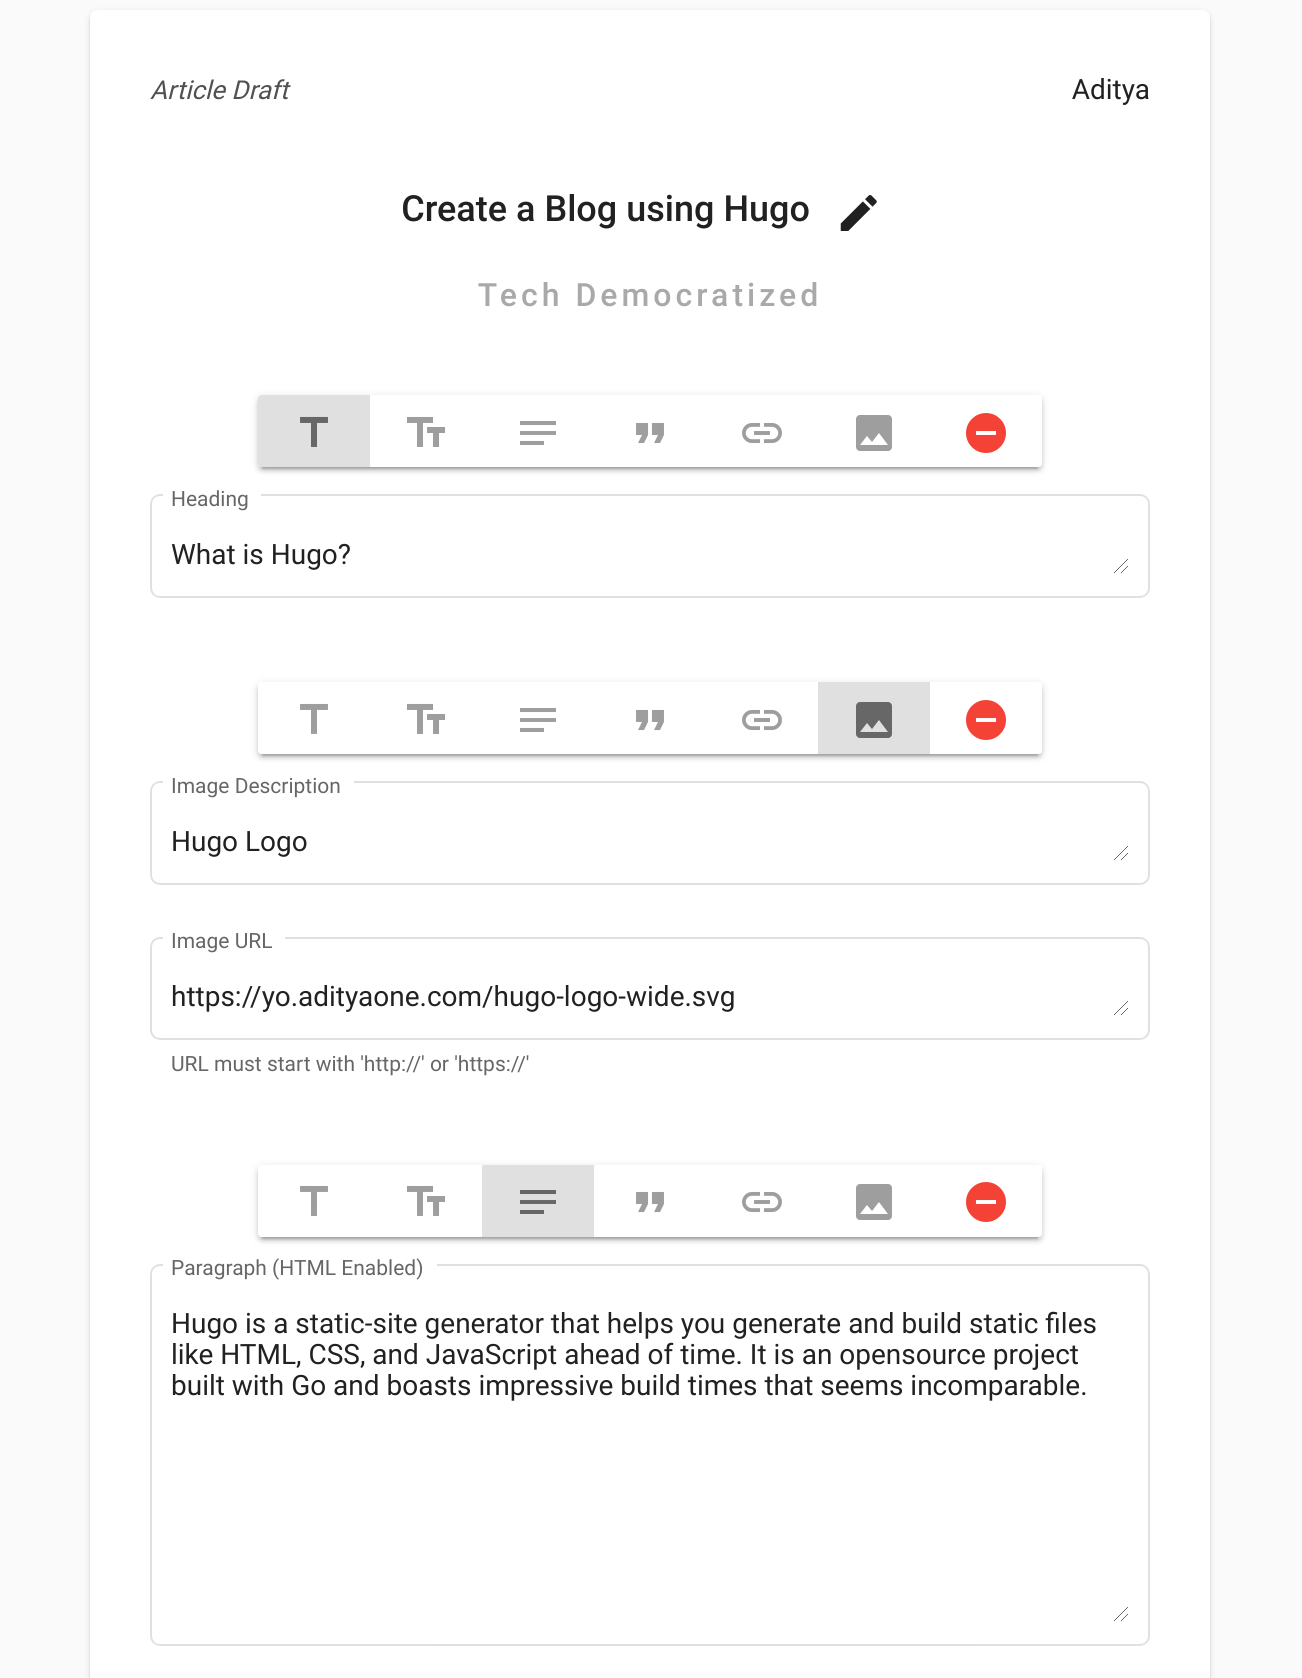 Article Draft
Aditya
Create a Blog using Hugo
Tech Democratized
Heading
What is Hugo?
Image Description
Hugo Logo
Image URL
https://yo.adityaone.com/hugo-logo-wide.svg
URL must start with 'http://' or 'https://'
Paragraph (HTML Enabled)
Hugo is a static-site generator that helps you generate and build static files
like HTML, CSS, and JavaScript ahead of time. It is an opensource project
built with Go and boasts impressive build times that seems incomparable.